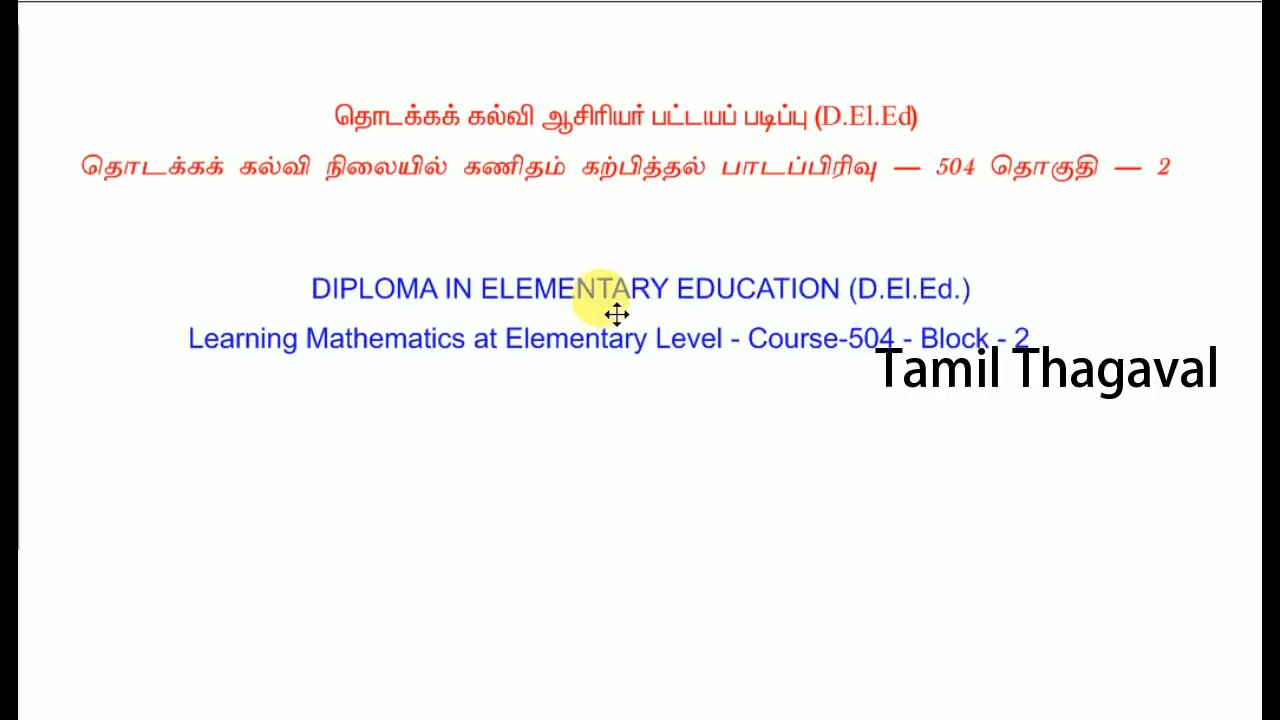 தொடக்கக் கல்வி ஆசிரியர் பட்டயப் படிப்பு (D.El.Ed)
தொடக்கக் கல்வி நிலையில் கணிதம் கற்பித்தல் பாடப்பிரிவு — 504 தொகுதி — 2
DIPLOMA IN ELEMENTARY EDUCATION (D.El.Ed.)
Learning Mathematics at Elementary Level - Course-504 - Block - 2
Tamil Thagaval